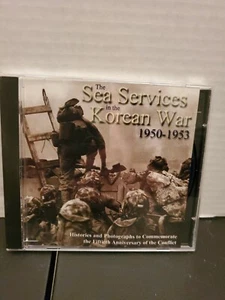 The
Sea Services
in the
Korean War
1950-1953
Histories and Photographs to Commemorate
the Fiftieth Anniversary of the Conflict